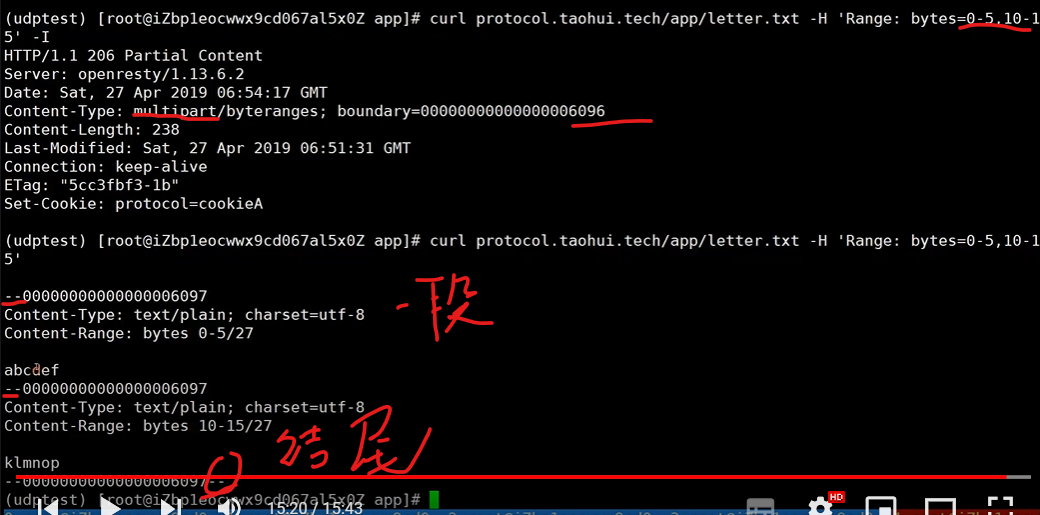 (udptest) [root@iZbp1eocwwx9cd067al5x0Z app]# curl protocol.taohui.tech/app/letter.txt -H 'Range: bytes=0-5,10-1
5' -I
HTTP/1.1 206 Partial Content
Server: openresty/1.13.6.2
Date: Sat, 27 Apr 2019 06:54:17 GMT
Content-Type: multipart/byteranges; boundary=00000000000000006096
Content-Length: 238
Last-Modified: Sat, 27 Apr 2019 06:51:31 GMT
Connection: keep-alive
ETag: "5cc3fbf3-1b"
Set-Cookie: protocol=cookieA
(udptest) [root@iZbp1eocwwx9cd067al5x0Z app]# curl protocol.taohui.tech/app/letter.txt -H 'Range: bytes=0-5,10-1
5'
--00000000000000006097
Content-Type: text/plain; charset=utf-8
Content-Range: bytes 0-5/27
一段
abcdef
--00000000000000006097
Content-Type: text/plain; charset=utf-8
Content-Range: bytes 10-15/27
结尾
klmnop
--00000000000000006097--
(udptest) [root@iZbp1eocwwx9cd067al5x0Z app]#
15:20 / 15:43
HD